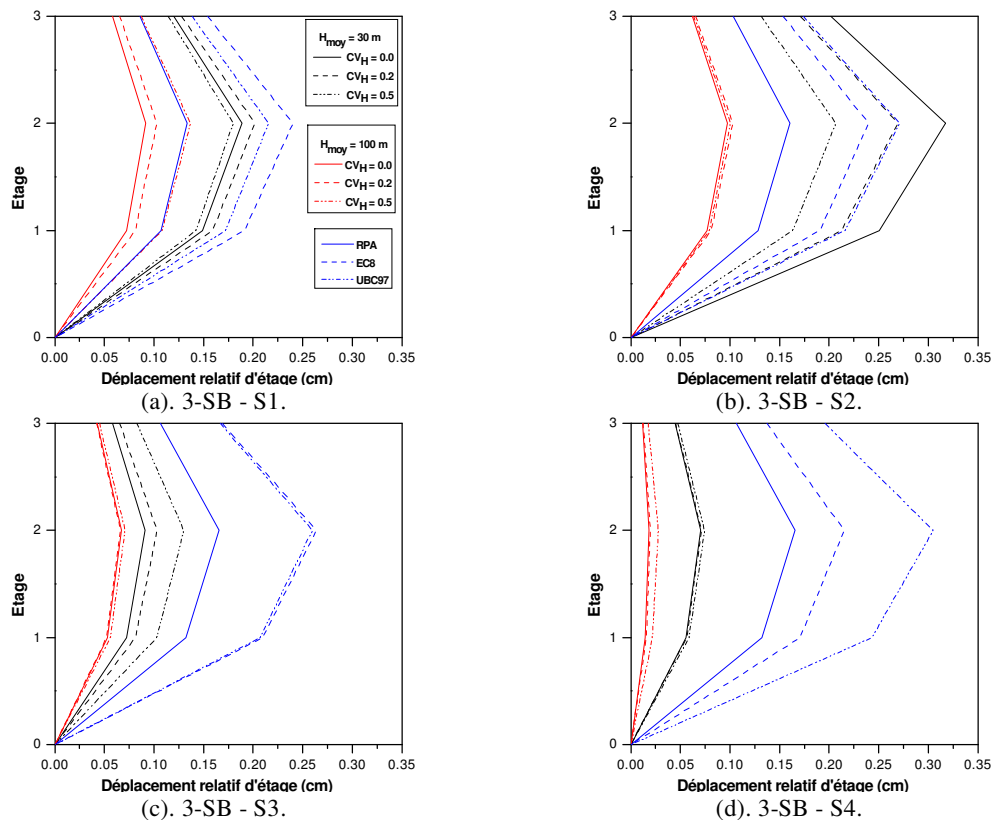 3
2
1
0
Etage
0.00 0.05 0.10 0.15 0.20 0.25 0.30 0.35
Déplacement relatif d'étage (cm)
H_moy = 30 m
CV_H = 0.0
CV_H = 0.2
CV_H = 0.5
H_moy = 100 m
CV_H = 0.0
CV_H = 0.2
CV_H = 0.5
RPA
EC8
UBC97
(a). 3-SB - S1.
3
2
1
0
Etage
0.00 0.05 0.10 0.15 0.20 0.25 0.30 0.35
Déplacement relatif d'étage (cm)
(b). 3-SB - S2.
3
2
1
0
Etage
0.00 0.05 0.10 0.15 0.20 0.25 0.30 0.35
Déplacement relatif d'étage (cm)
(c). 3-SB - S3.
3
2
1
0
Etage
0.00 0.05 0.10 0.15 0.20 0.25 0.30 0.35
Déplacement relatif d'étage (cm)
(d). 3-SB - S4.